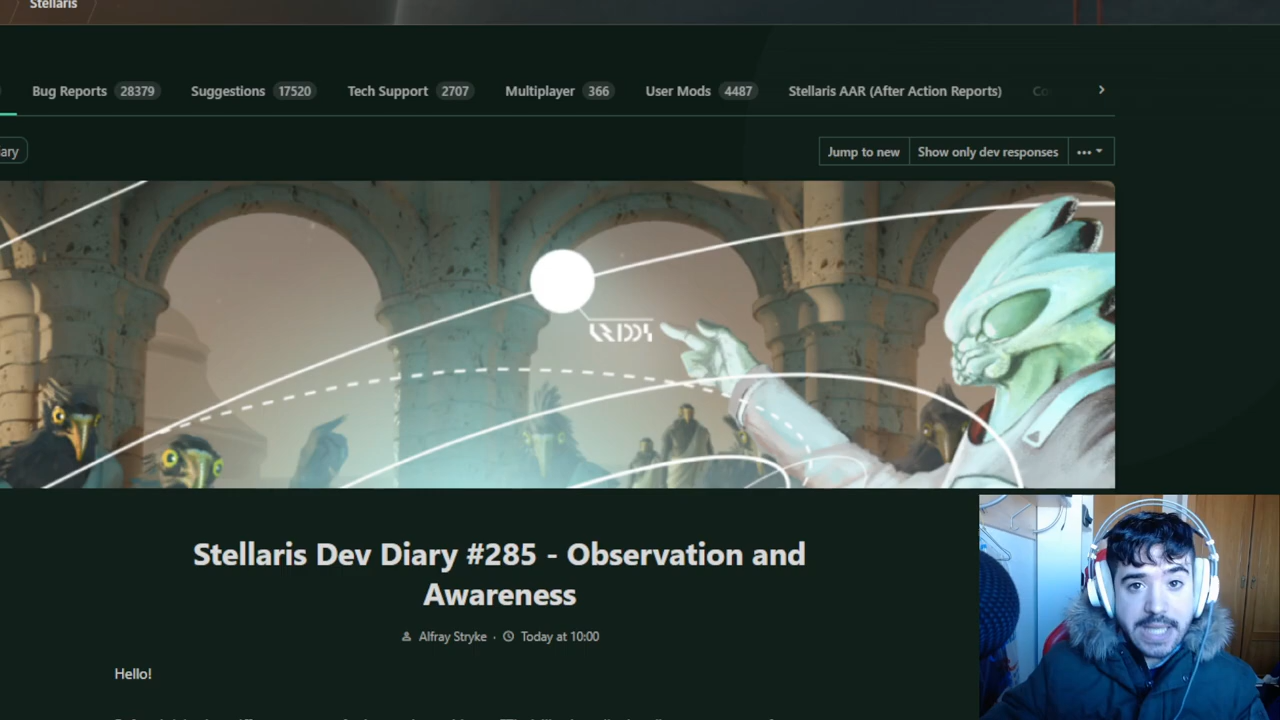 Stellaris
Bug Reports 28379 Suggestions 17520 Tech Support 2707 Multiplayer 366 User Mods 4487 Stellaris AAR (After Action Reports)
Jump to new Show only dev responses
Stellaris Dev Diary #285 - Observation and
Awareness
Alfray Stryke · Today at 10:00
Hello!